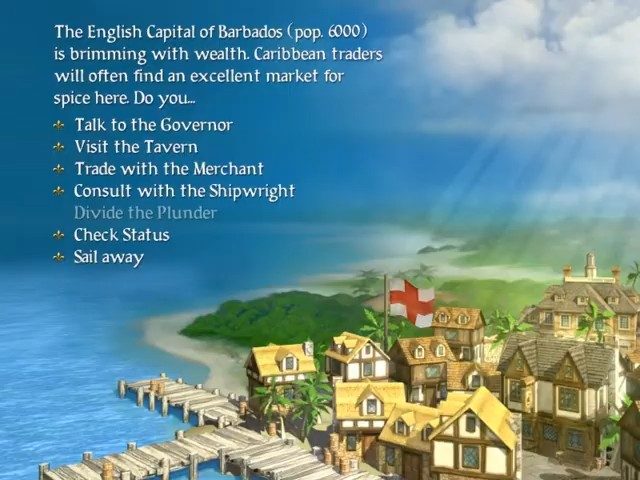 The English Capital of Barbados (pop. 6000)
is brimming with wealth. Caribbean traders
will often find an excellent market for
spice here. Do you...
Talk to the Governor
Visit the Tavern
Trade with the Merchant
Consult with the Shipwright
Divide the Plunder
Check Status
Sail away